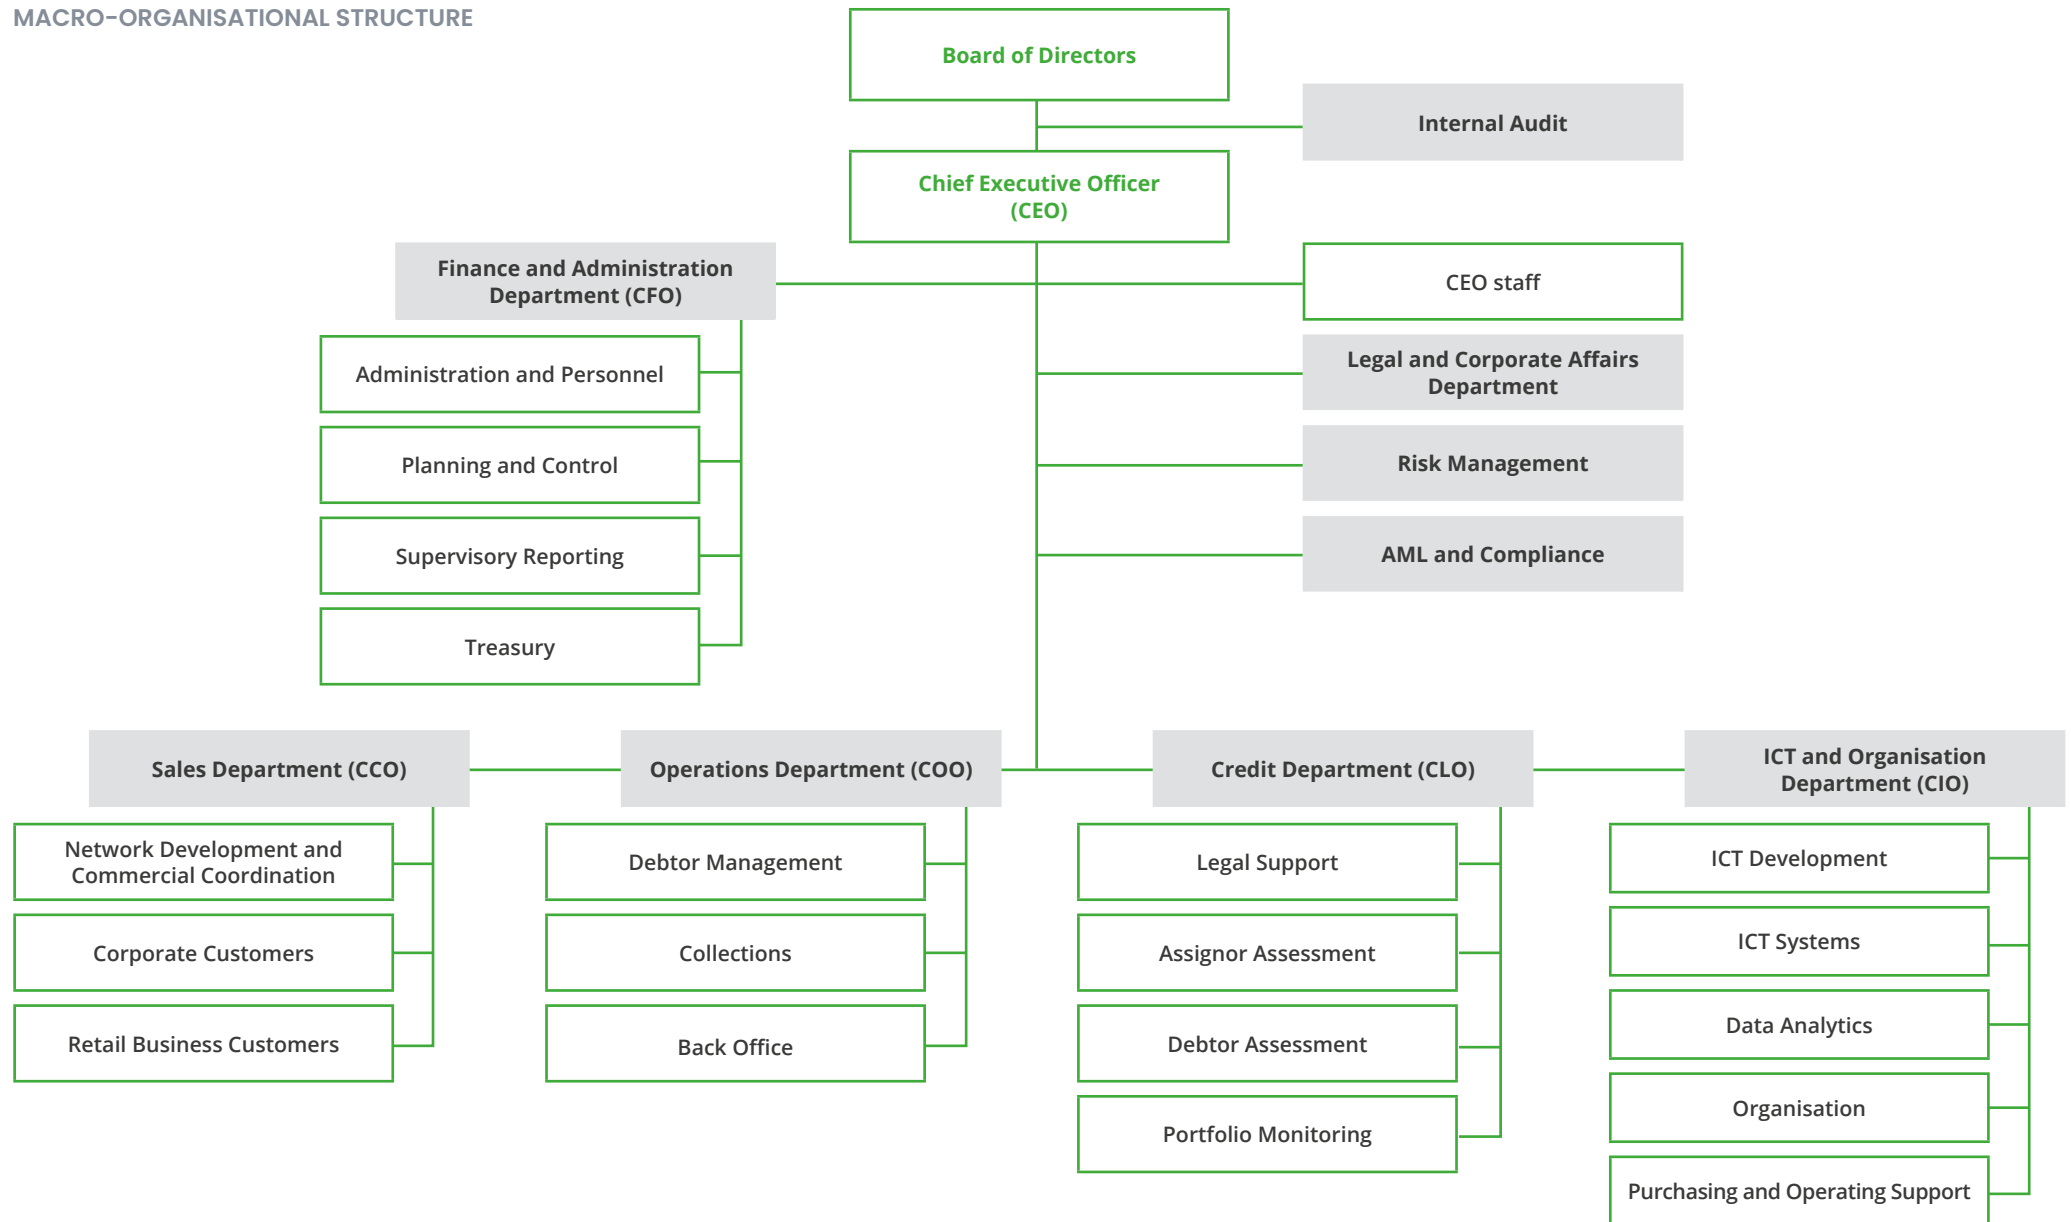 MACRO-ORGANISATIONAL STRUCTURE
Board of Directors
Internal Audit
Chief Executive Officer
(CEO)
Finance and Administration
Department (CFO)
CEO staff
Administration and Personnel
Planning and Control
Supervisory Reporting
Treasury
Legal and Corporate Affairs
Department
Risk Management
AML and Compliance
Sales Department (CCO)
Network Development and
Commercial Coordination
Corporate Customers
Retail Business Customers
Operations Department (COO)
Debtor Management
Collections
Back Office
Credit Department (CLO)
Legal Support
Assignor Assessment
Debtor Assessment
Portfolio Monitoring
ICT and Organisation
Department (CIO)
ICT Development
ICT Systems
Data Analytics
Organisation
Purchasing and Operating Support